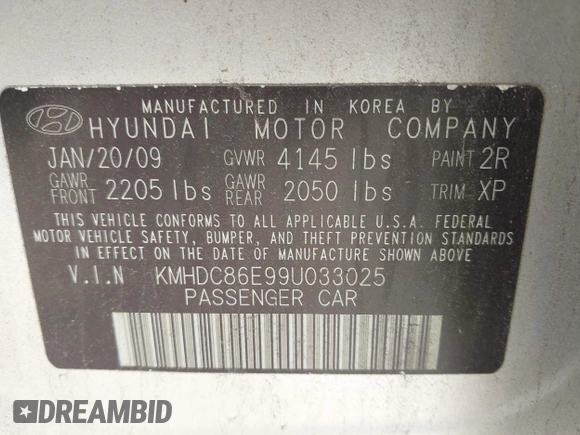 MANUFACTURED IN KOREA BY
HYUNDAI MOTOR COMPANY
JAN/20/09 GVWR 4145 lbs PAINT 2R
GAWR FRONT 2205 lbs GAWR REAR 2050 lbs TRIM XP
THIS VEHICLE CONFORMS TO ALL APPLICABLE U.S.A. FEDERAL
MOTOR VEHICLE SAFETY, BUMPER, AND THEFT PREVENTION STANDARDS
IN EFFECT ON THE DATE OF MANUFACTURE SHOWN ABOVE.
V.I.N KMHDC86E99U033025
PASSENGER CAR
DREAMBID